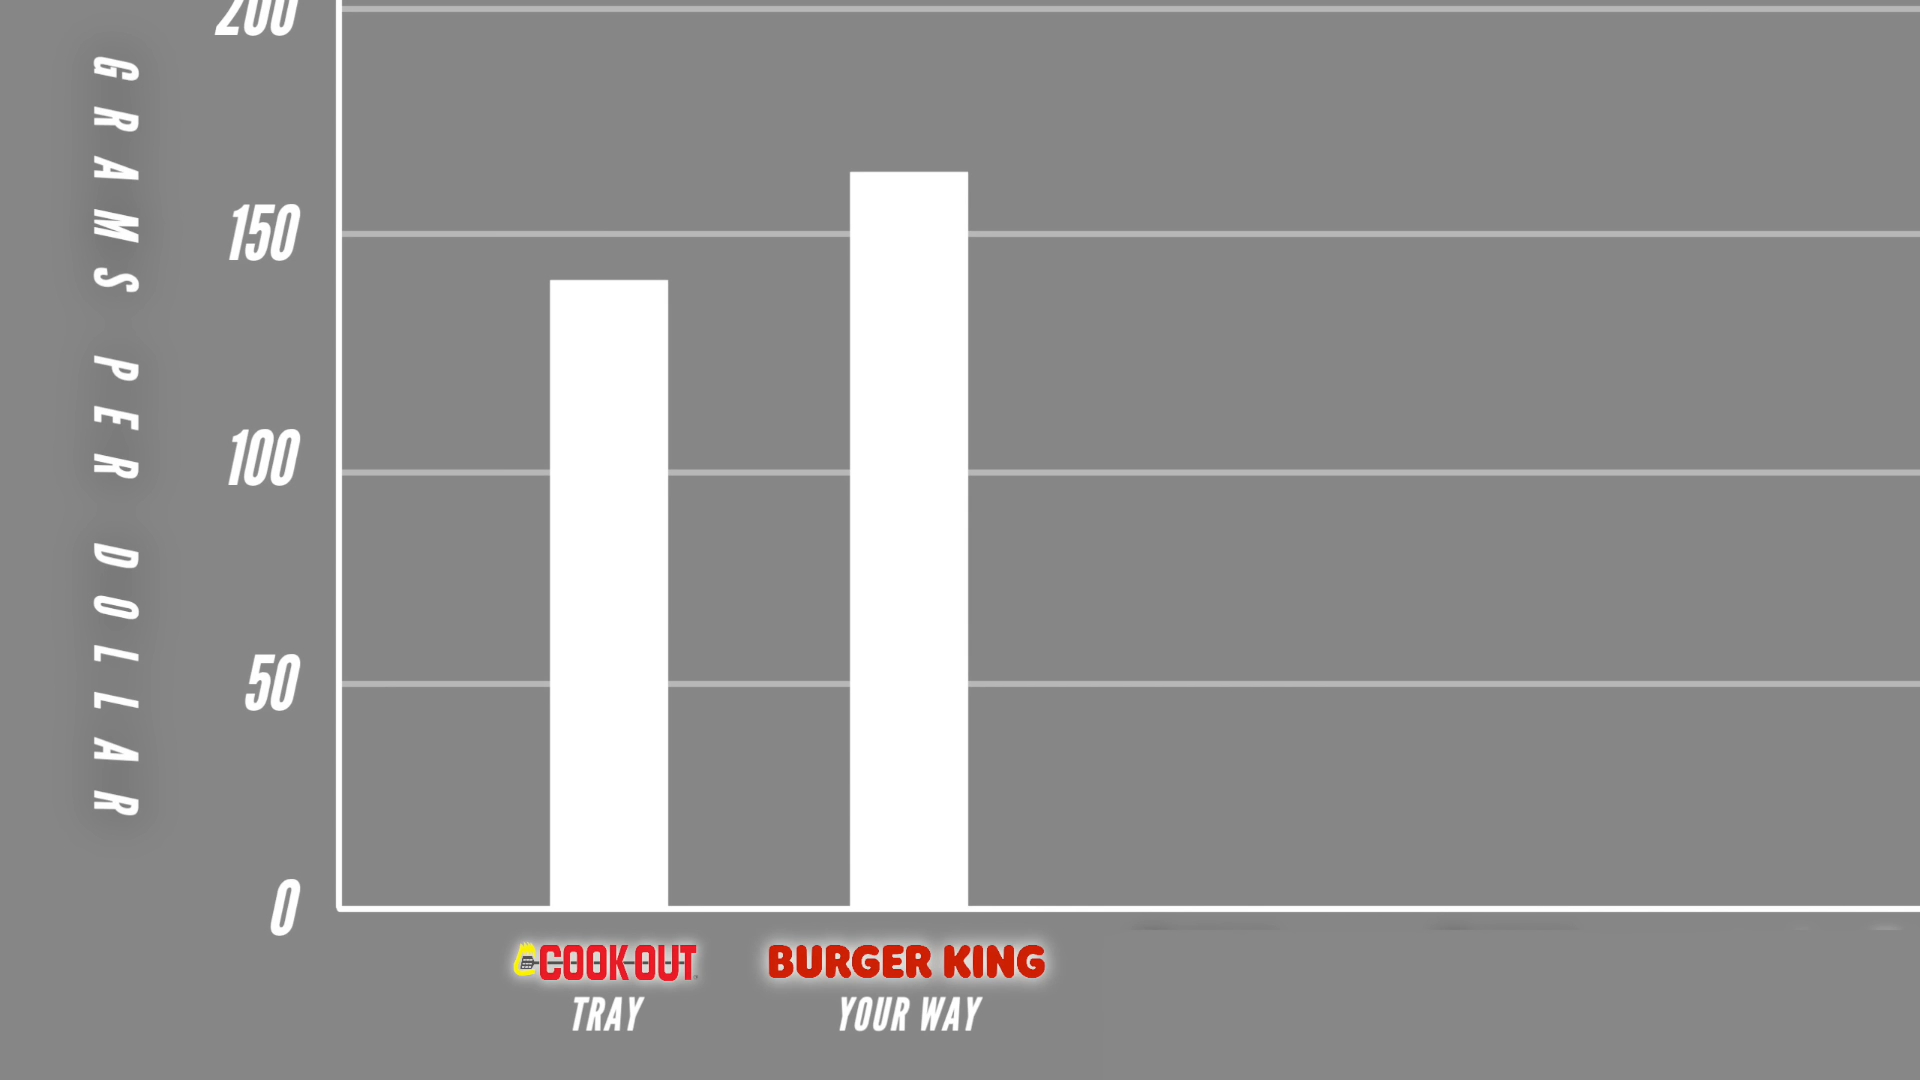 GRAMS PER DOLLAR
200
150
100
50
0
COOK OUT
TRAY
BURGER KING
YOUR WAY